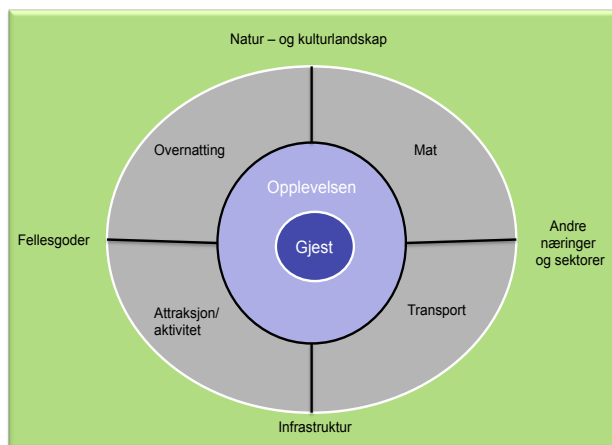 Natur – og kulturlandskap
Overnatting
Mat
Opplevelsen
Gjest
Fellesgoder
Andre
næringer
og sektorer
Attraksjon/
aktivitet
Transport
Infrastruktur